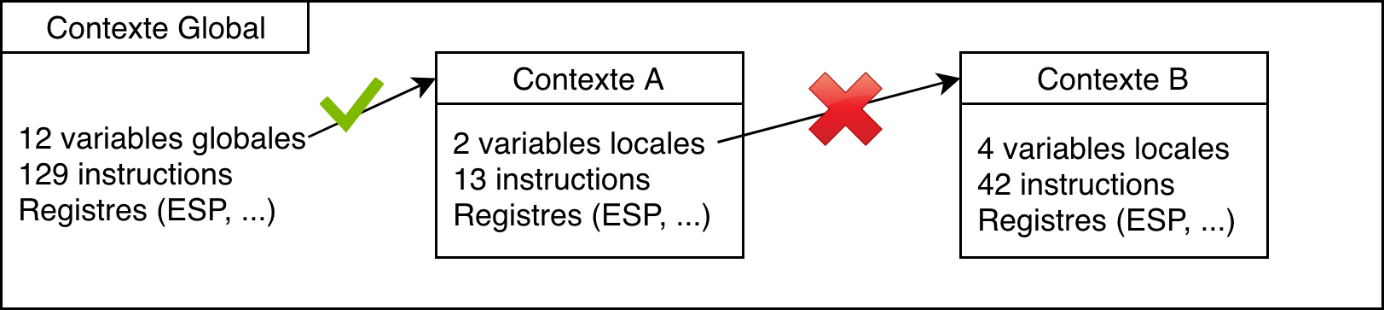 Contexte Global
12 variables globales
129 instructions
Registres (ESP, ...)
Contexte A
2 variables locales
13 instructions
Registres (ESP, ...)
Contexte B
4 variables locales
42 instructions
Registres (ESP, ...)